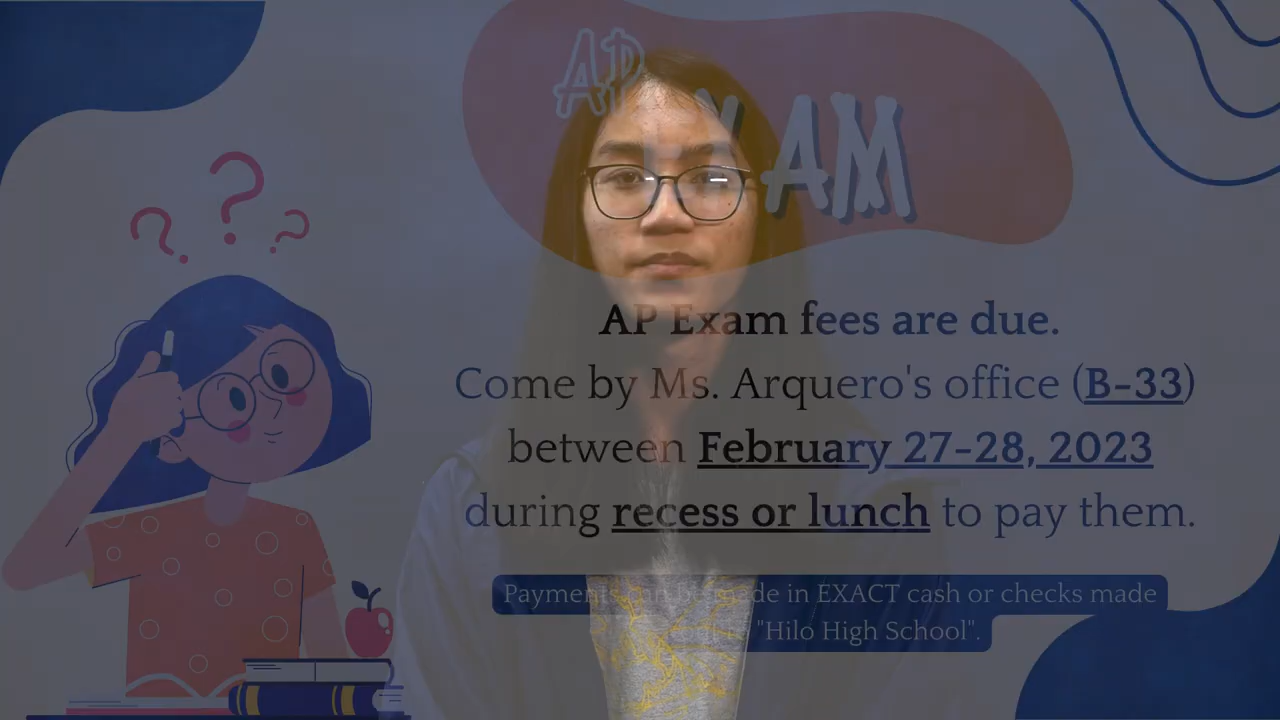 AP
EXAM
AP Exam fees are due.
Come by Ms. Arquero's office (B-33)
between February 27-28, 2023
during recess or lunch to pay them.
Payments can be made in EXACT cash or checks made
"Hilo High School".